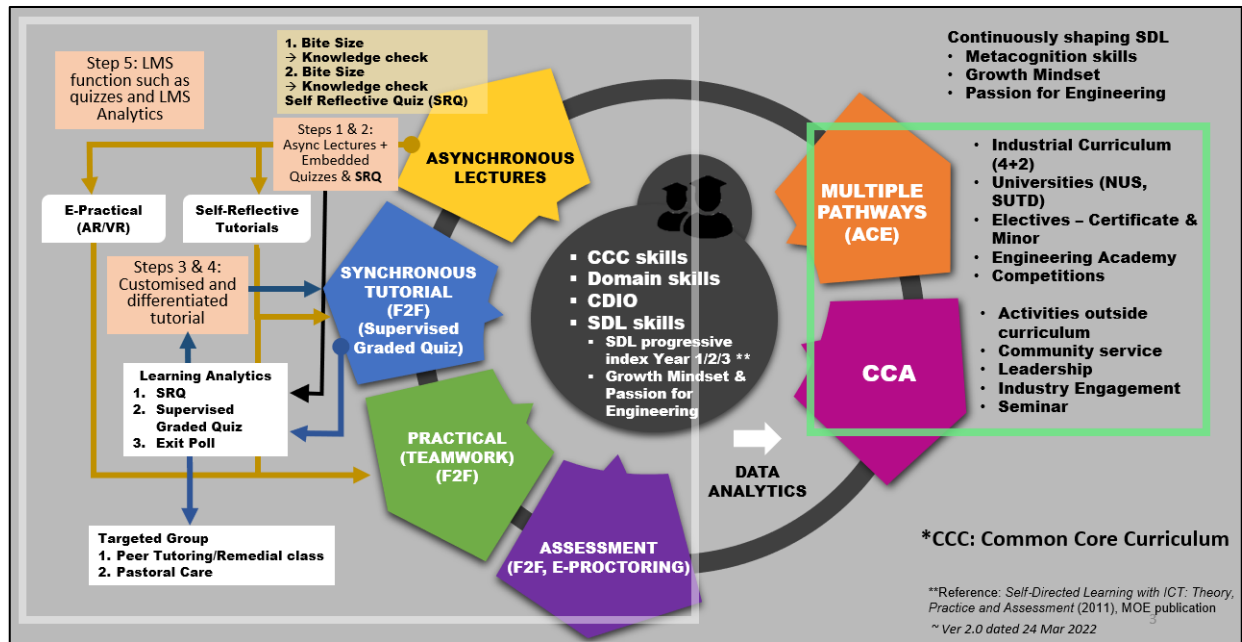 Step 5: LMS
function such as
quizzes and LMS
Analytics
1. Bite Size
→ Knowledge check
2. Bite Size
→ Knowledge check
Self Reflective Quiz (SRQ)
Steps 1 & 2:
Async Lectures +
Embedded
Quizzes & SRQ
ASYNCHRONOUS
LECTURES
E-Practical
(AR/VR)
Self-Reflective
Tutorials
Steps 3 & 4:
Customised and
differentiated
tutorial
SYNCHRONOUS
TUTORIAL
(F2F)
(Supervised
Graded Quiz)
Learning Analytics
1. SRQ
2. Supervised
Graded Quiz
3. Exit Poll
PRACTICAL
(TEAMWORK)
(F2F)
Targeted Group
1. Peer Tutoring/Remedial class
2. Pastoral Care
ASSESSMENT
(F2F, E-PROCTORING)
▪ CCC skills
▪ Domain skills
▪ CDIO
▪ SDL skills
▪ SDL progressive
index Year 1/2/3 **
▪ Growth Mindset &
Passion for
Engineering
DATA
ANALYTICS
Continuously shaping SDL
• Metacognition skills
• Growth Mindset
• Passion for Engineering
MULTIPLE
PATHWAYS
(ACE)
• Industrial Curriculum
(4+2)
• Universities (NUS,
SUTD)
• Electives – Certificate &
Minor
• Engineering Academy
• Competitions
CCA
• Activities outside
curriculum
• Community service
• Leadership
• Industry Engagement
• Seminar
*CCC: Common Core Curriculum
**Reference: Self-Directed Learning with ICT: Theory,
Practice and Assessment (2011), MOE publication
3
~ Ver 2.0 dated 24 Mar 2022